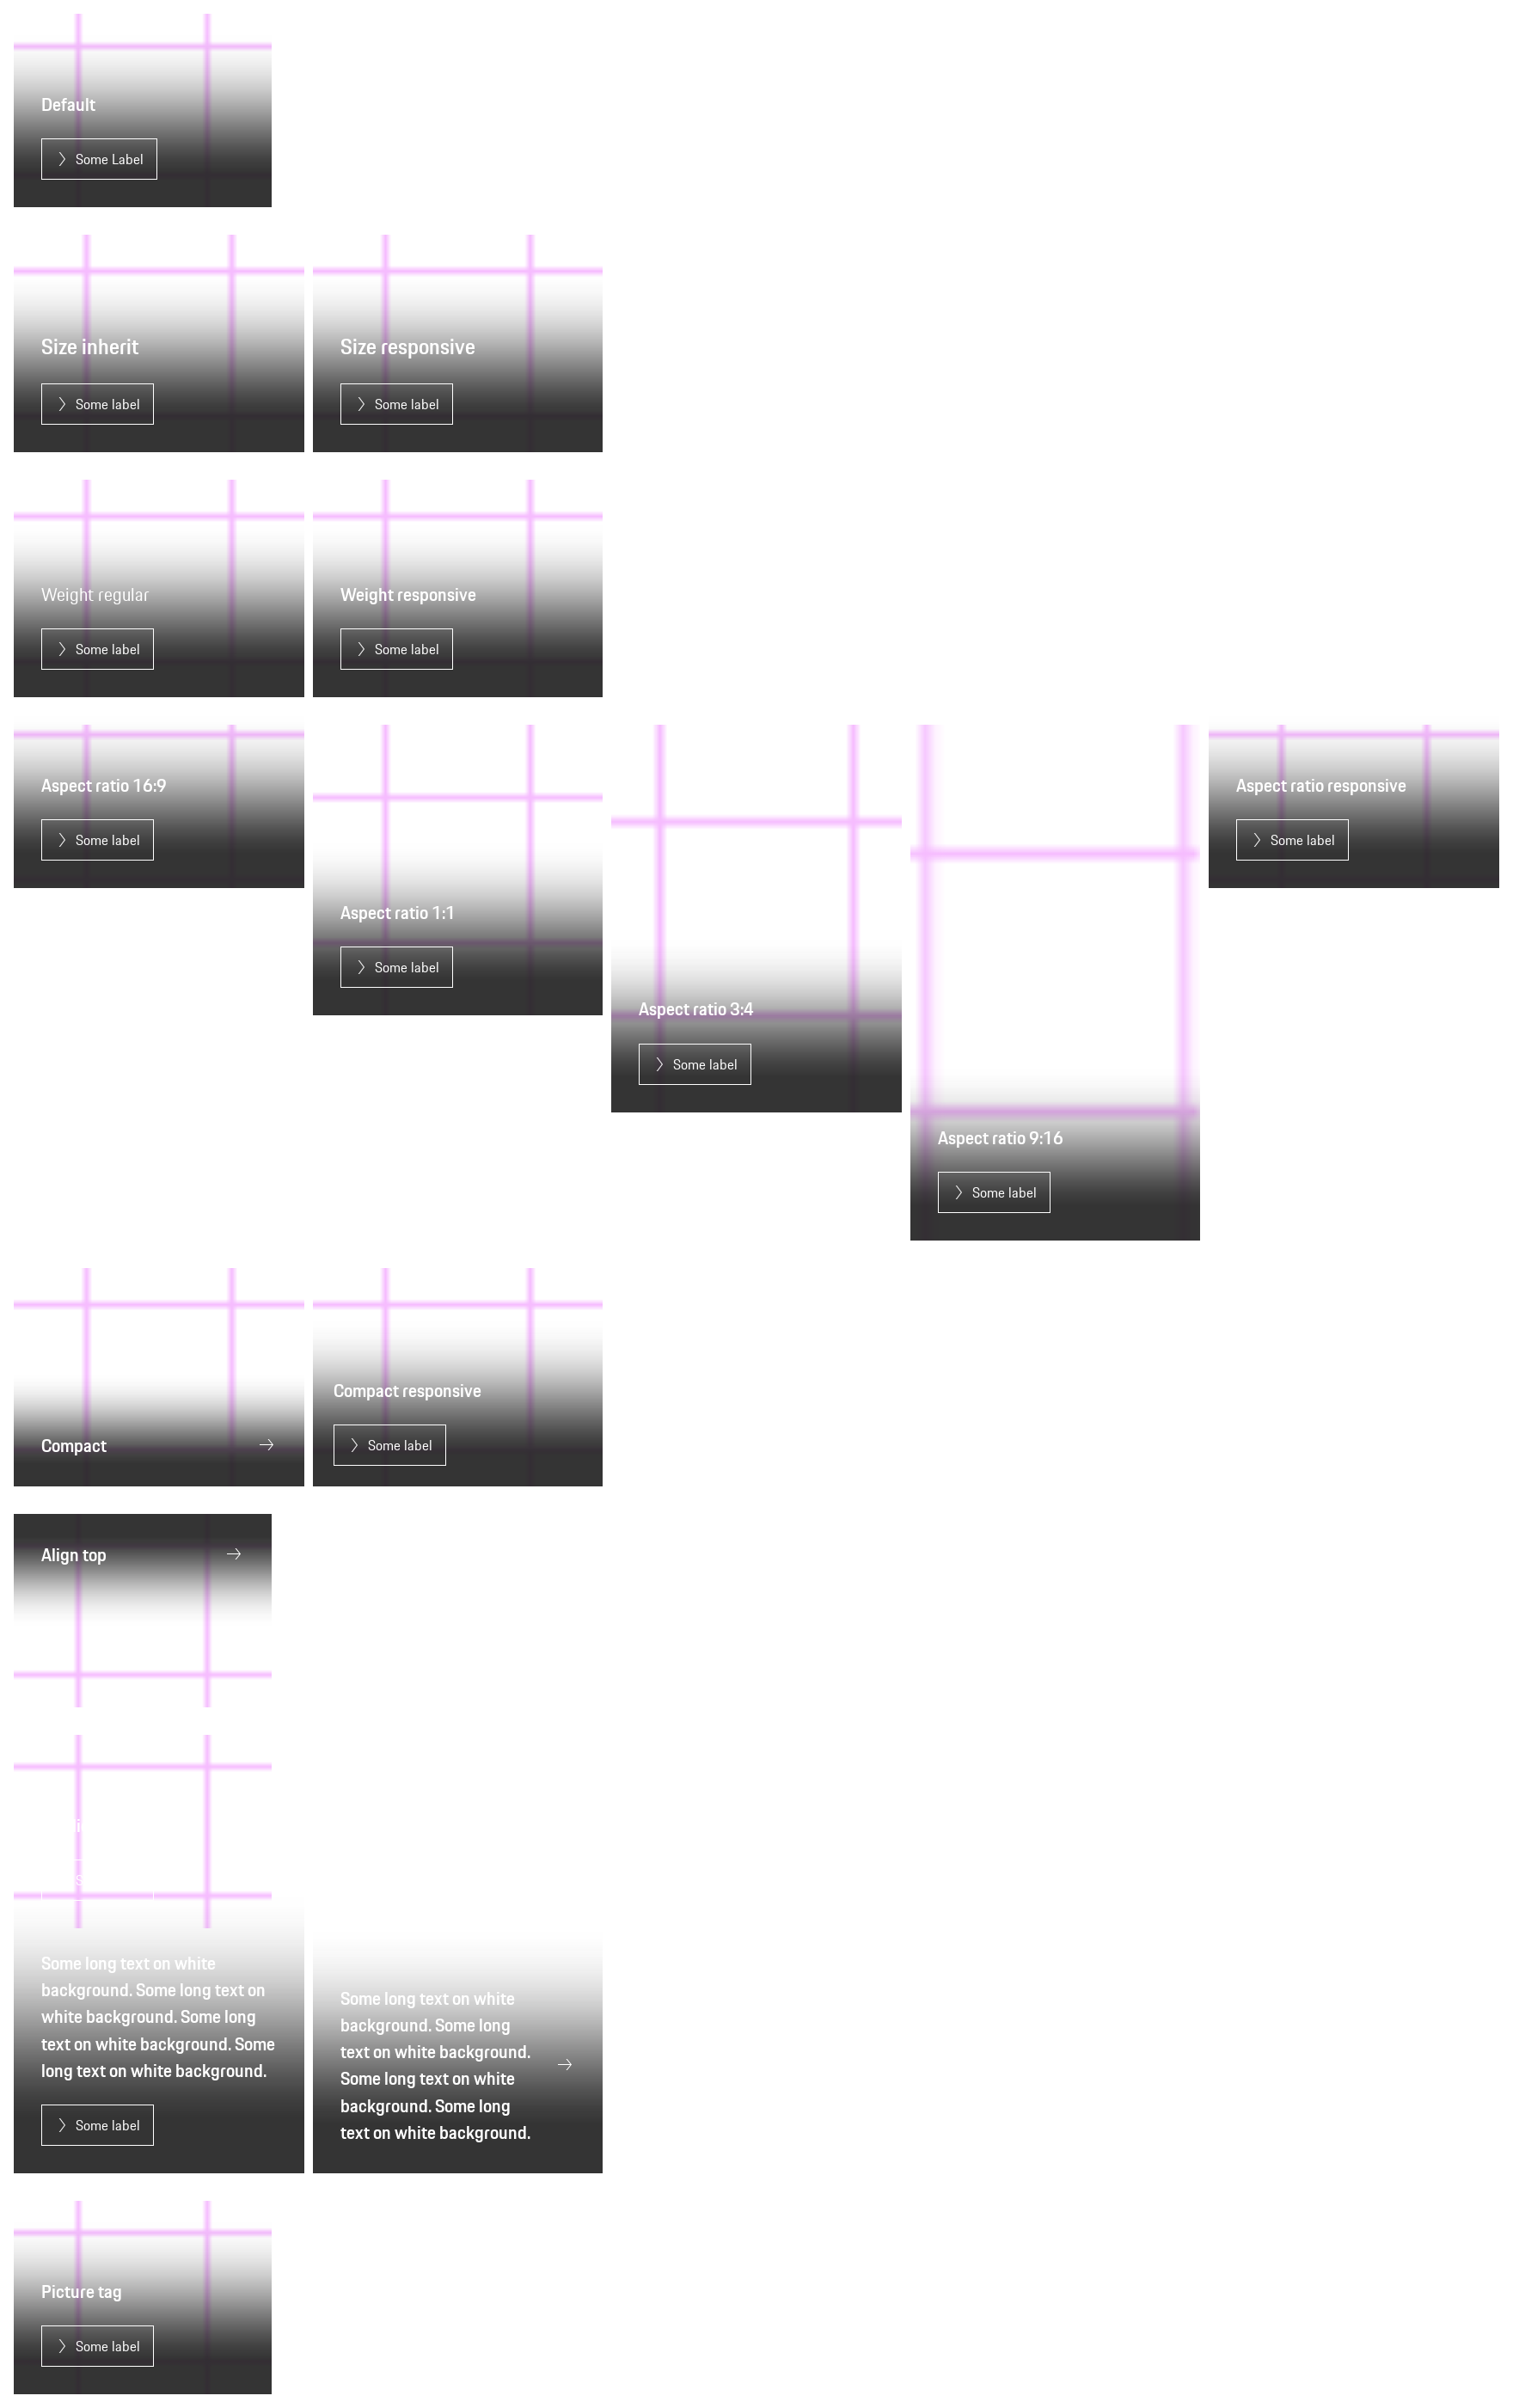 Default
Some Label
Size inherit
Size responsive
Some label
Some label
Weight regular
Weight responsive
Some label
Some label
Aspect ratio 16:9
Aspect ratio responsive
Some label
Some label
Aspect ratio 1:1
Some label
Aspect ratio 3:4
Some label
Aspect ratio 9:16
Some label
Compact responsive
Some label
Compact
Align top
Some long text on white
background. Some long text on
white background. Some long
text on white background. Some
long text on white background.
Some label
Some long text on white
background. Some long
text on white background.
Some long text on white
background. Some long
text on white background.
Picture tag
Some label